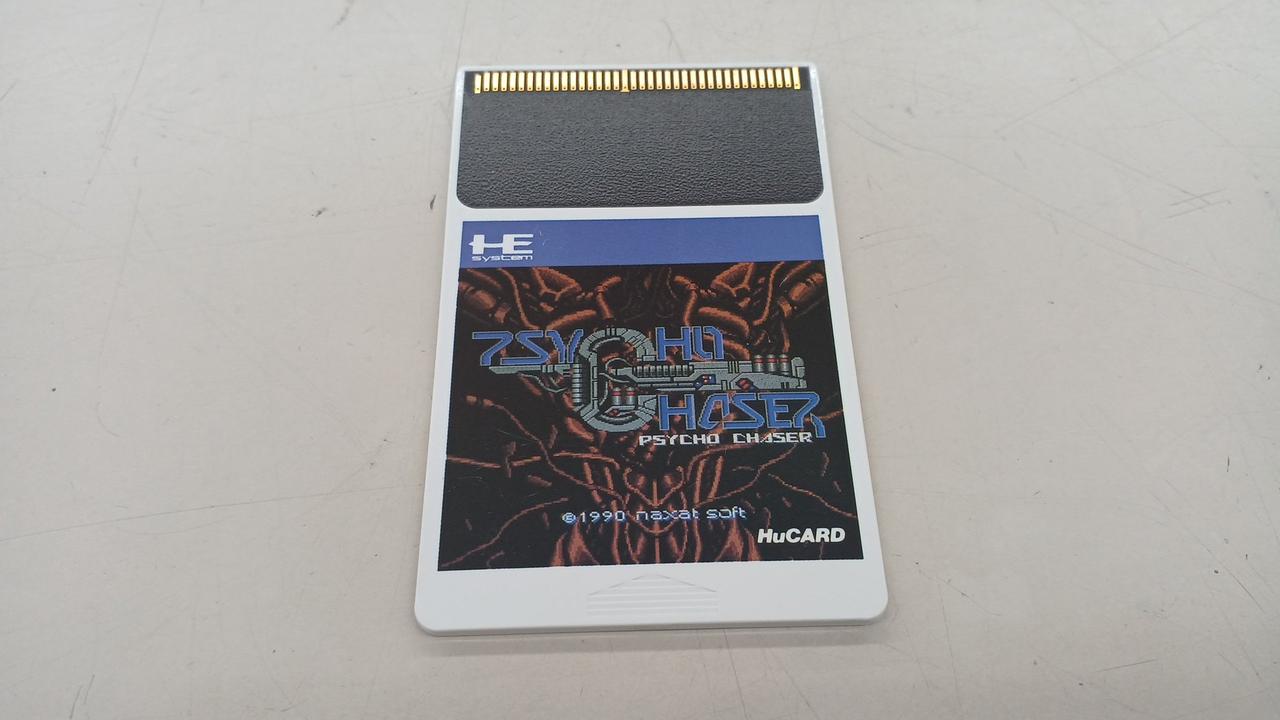 HE
system
PSYCHO
CHASER
PSYCHO CHASER
©1990 naxat soft
HuCARD